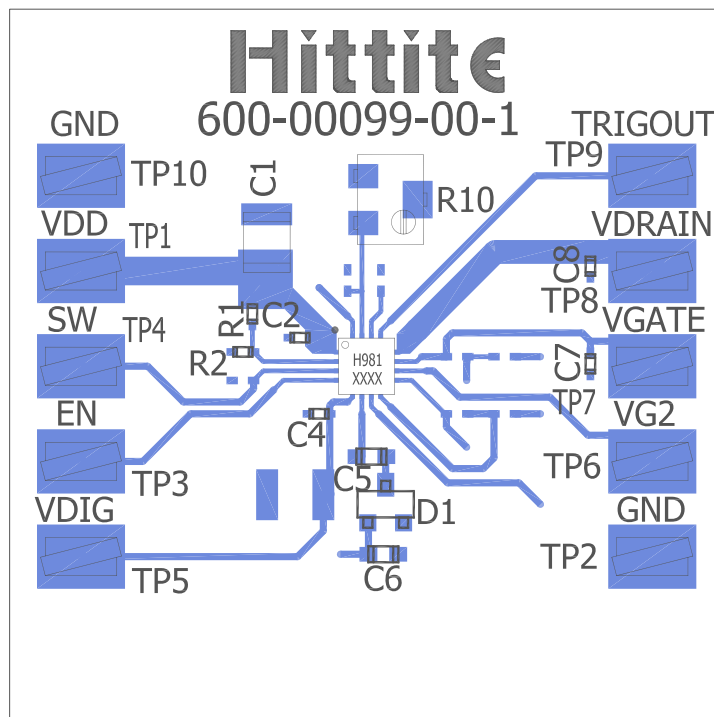 Hittite
600-00099-00-1
GND
TRIGOUT
TP10
C1
R10
TP9
VDD
VDRAIN
TP1
C8
TP8
SW
TP4
R1
C2
VGATE
R2
H981
XXXX
C7
TP7
EN
C4
VG2
TP3
C5
TP6
VDIG
D1
GND
TP5
C6
TP2